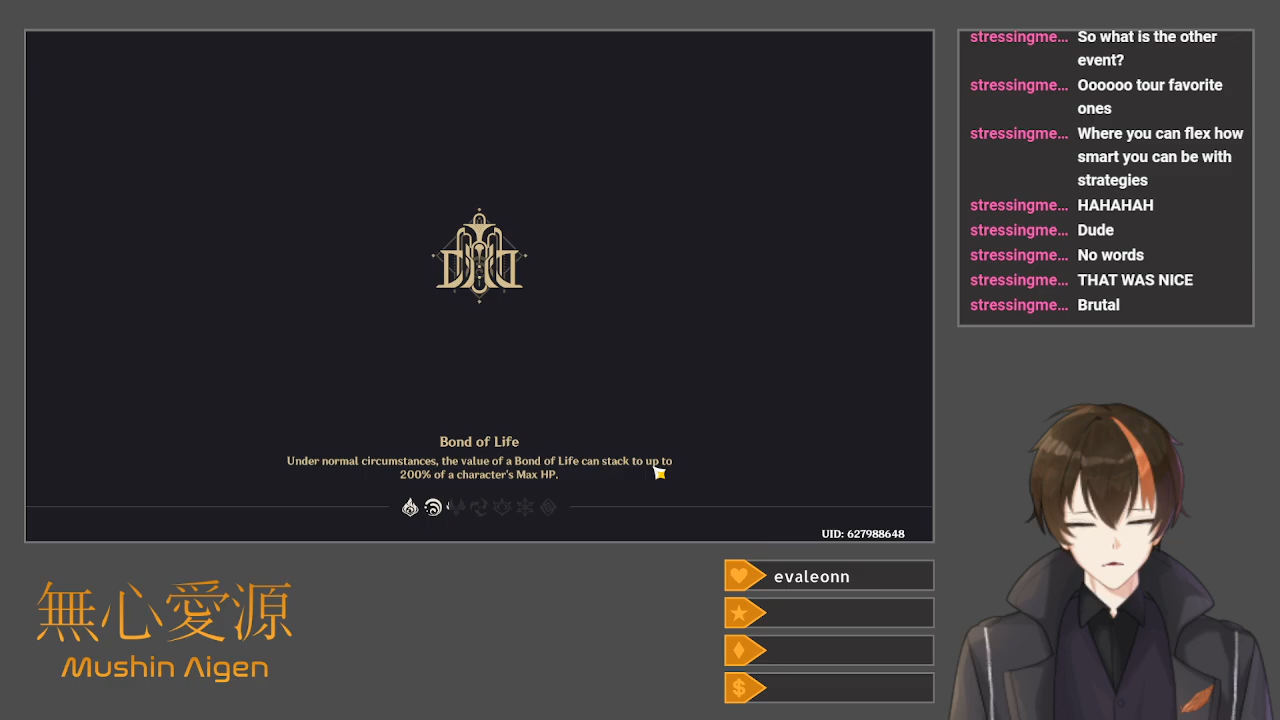 Bond of Life
Under normal circumstances, the value of a Bond of Life can stack to up to
200% of a character's Max HP.
UID: 627988648
stressingme... So what is the other
event?
stressingme... Oooooo tour favorite
ones
stressingme... Where you can flex how
smart you can be with
strategies
stressingme... HAHAHAH
stressingme... Dude
stressingme... No words
stressingme... THAT WAS NICE
stressingme... Brutal
無心愛源
Mushin Aigen
evaleonn